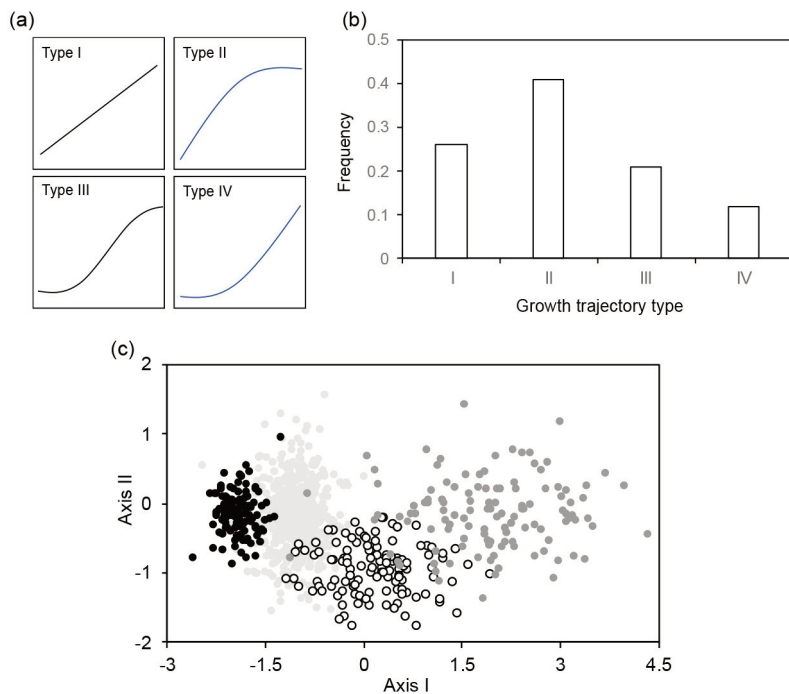 (a)
Type I
Type II
Type III
Type IV
(b)
0.5
0.4
0.3
0.2
0.1
0
Frequency
I II III IV
Growth trajectory type
(c)
2
1
0
-1
-2
Axis II
-3 -1.5 0 1.5 3 4.5
Axis I